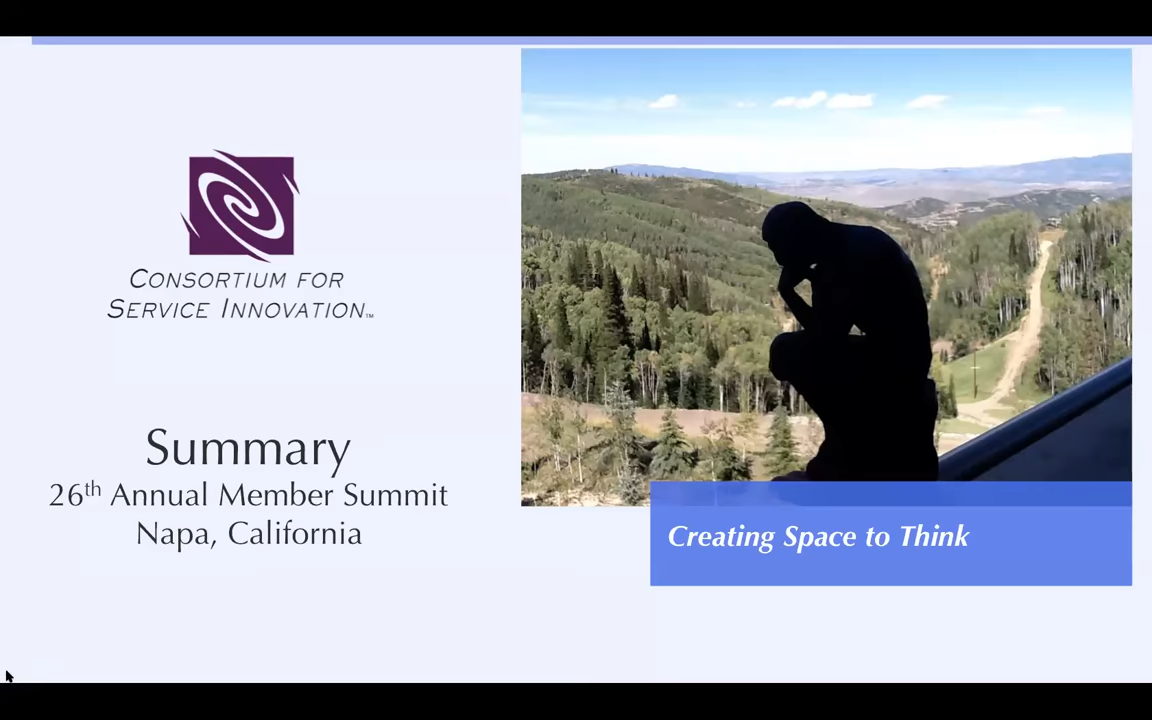 CONSORTIUM FOR
SERVICE INNOVATION™
Summary
26th Annual Member Summit
Napa, California
Creating Space to Think